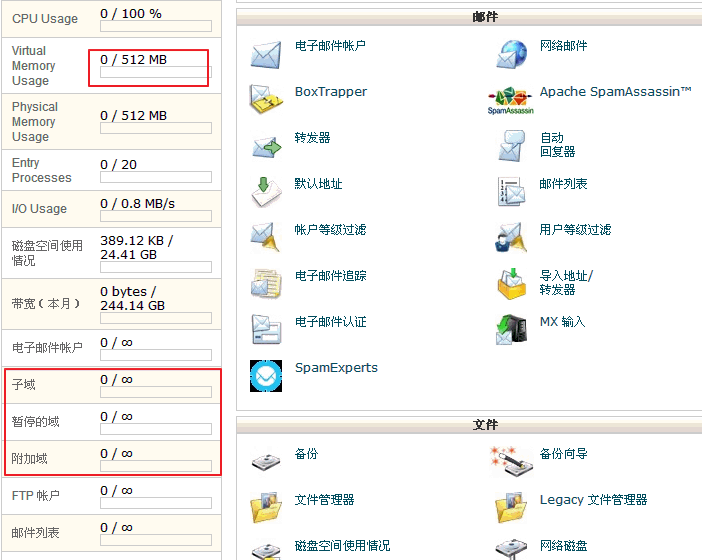 CPU Usage
0 / 100 %
Virtual
Memory
Usage
0 / 512 MB
Physical
Memory
Usage
0 / 512 MB
Entry
Processes
0 / 20
I/O Usage
0 / 0.8 MB/s
磁盘空间使用
情况
389.12 KB /
24.41 GB
带宽（本月）
0 bytes /
244.14 GB
电子邮件帐户
0 / ∞
子域
0 / ∞
暂停的域
0 / ∞
附加域
0 / ∞
FTP 帐户
0 / ∞
邮件列表
0 / ∞
邮件
电子邮件帐户
网络邮件
BoxTrapper
SpamAssassin
Apache SpamAssassin™
转发器
自动
回复器
默认地址
邮件列表
帐户等级过滤
用户等级过滤
电子邮件追踪
导入地址/
转发器
电子邮件认证
MX 输入
SpamExperts
文件
备份
备份向导
文件管理器
Legacy 文件管理器
磁盘空间使用情况
网络磁盘